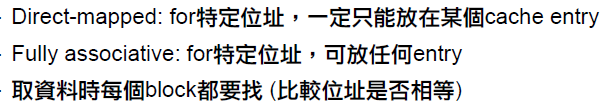 - Direct-mapped: for特定位址，一定只能放在某個cache entry
- Fully associative: for特定位址，可放任何entry
- 取資料時每個block都要找 (比較位址是否相等)